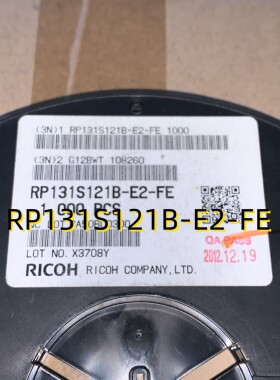 (3N)1 RP131S121B-E2-FE 1000
(3N)2 G12BWT 108260
RP131S121B-E2-FE
1,000 PCS
RP131S121B-E2-FE
QA PASS
2012.12.19
LOT NO. X3708Y
RICOH RICOH COMPANY,LTD.